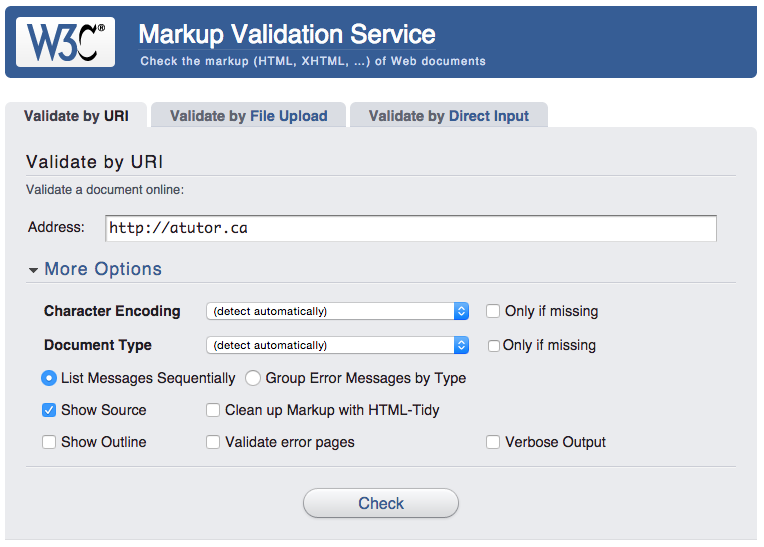 W3C® Markup Validation Service
Check the markup (HTML, XHTML, …) of Web documents
Validate by URI Validate by File Upload Validate by Direct Input
Validate by URI
Validate a document online:
Address: http://atutor.ca
More Options
Character Encoding (detect automatically) Only if missing
Document Type (detect automatically) Only if missing
List Messages Sequentially Group Error Messages by Type
Show Source Clean up Markup with HTML-Tidy
Show Outline Validate error pages Verbose Output
Check